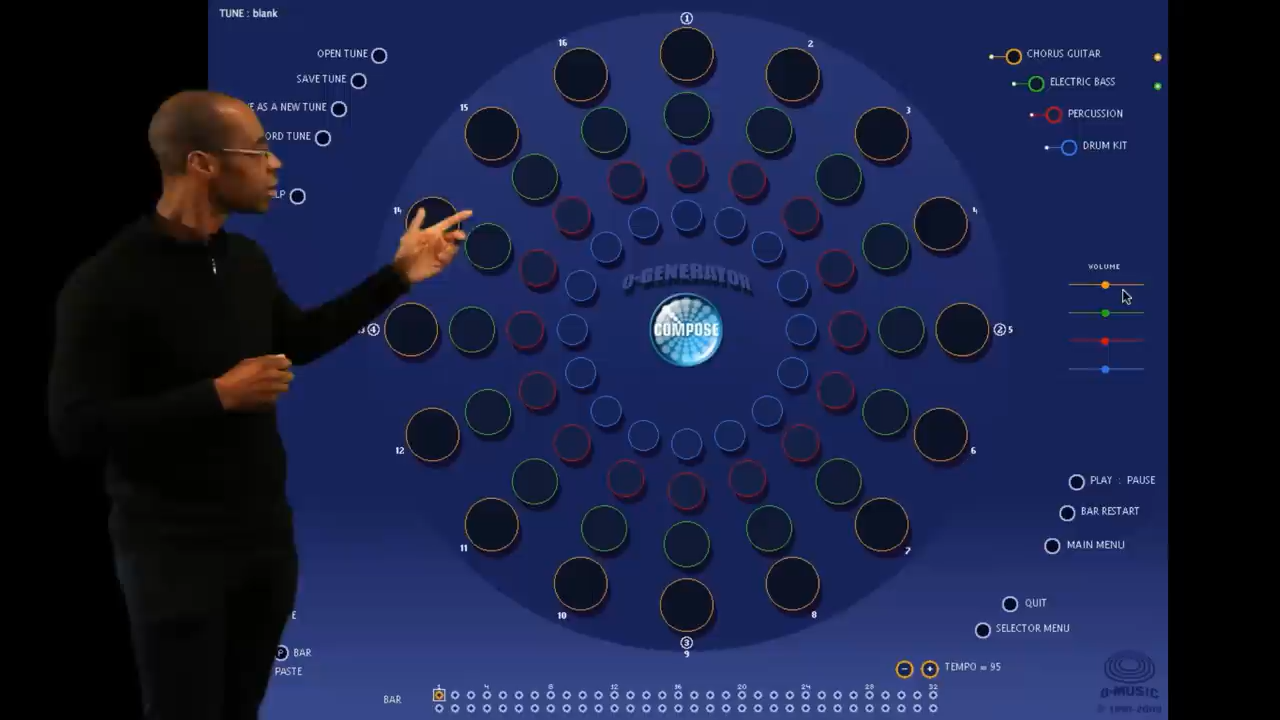 TUNE : blank
OPEN TUNE
SAVE TUNE
E AS A NEW TUNE
ORD TUNE
LP
1
2
3
4
2 5
6
7
8
3
9
10
11
12
4
14
15
16
O-GENERATOR
COMPOSE
CHORUS GUITAR
ELECTRIC BASS
PERCUSSION
DRUM KIT
VOLUME
PLAY : PAUSE
BAR RESTART
MAIN MENU
QUIT
SELECTOR MENU
TEMPO = 95
E
P BAR
PASTE
BAR
1 4 8 12 16 20 24 28 32
O-MUSIC